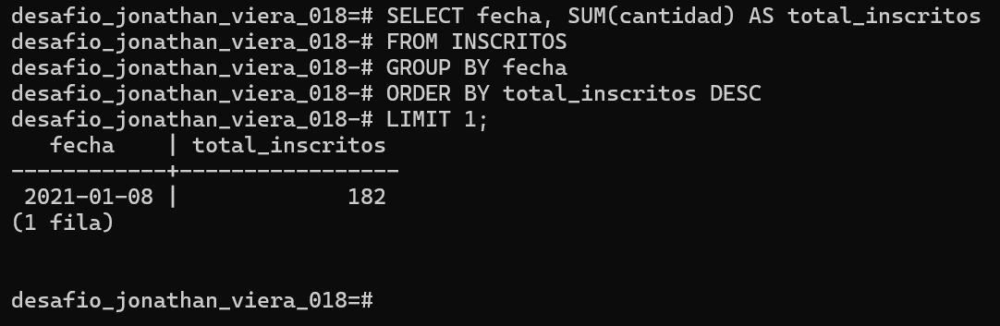 desafio_jonathan_viera_018=# SELECT fecha, SUM(cantidad) AS total_inscritos
desafio_jonathan_viera_018-# FROM INSCRITOS
desafio_jonathan_viera_018-# GROUP BY fecha
desafio_jonathan_viera_018-# ORDER BY total_inscritos DESC
desafio_jonathan_viera_018-# LIMIT 1;
   fecha    | total_inscritos
------------+-----------------
 2021-01-08 |             182
(1 fila)
desafio_jonathan_viera_018=#